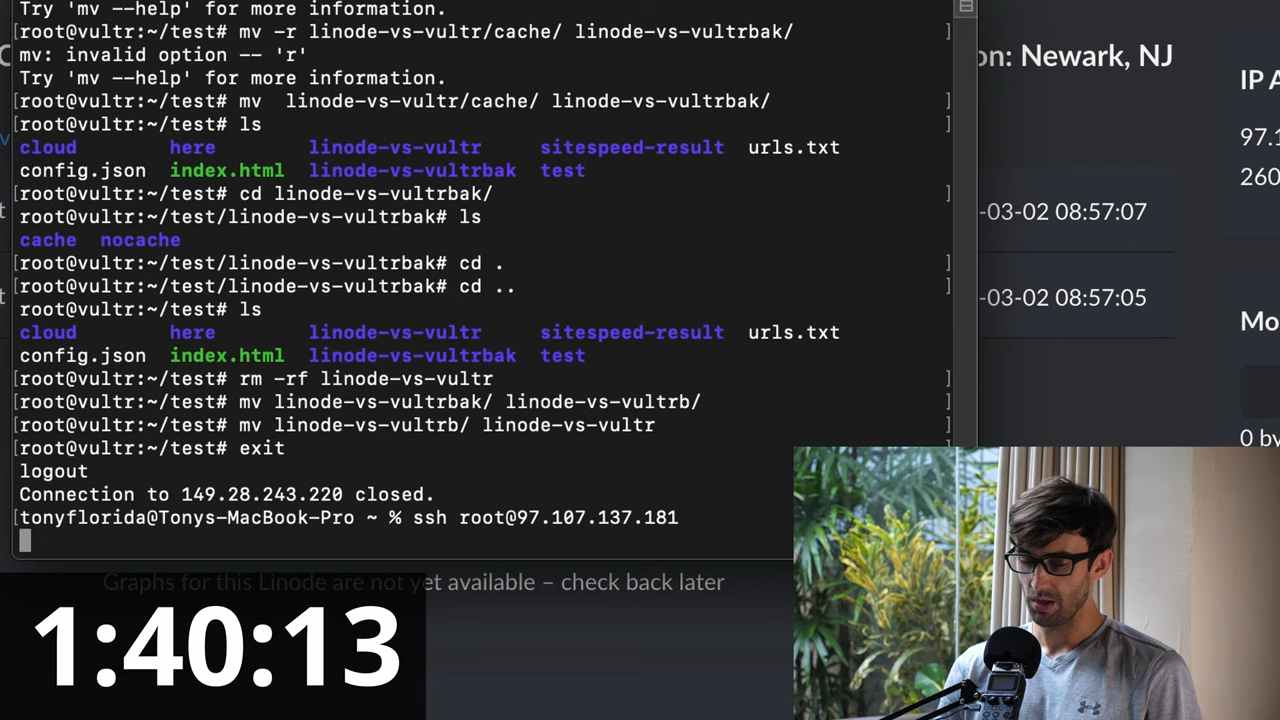 Try 'mv --help' for more information.
[root@vultr:~/test# mv -r linode-vs-vultr/cache/ linode-vs-vultrbak/ ]
mv: invalid option -- 'r'
Try 'mv --help' for more information.
[root@vultr:~/test# mv  linode-vs-vultr/cache/ linode-vs-vultrbak/ ]
[root@vultr:~/test# ls ]
cloud here linode-vs-vultr sitespeed-result urls.txt
config.json index.html linode-vs-vultrbak test
[root@vultr:~/test# cd linode-vs-vultrbak/ ]
root@vultr:~/test/linode-vs-vultrbak# ls
cache nocache
[root@vultr:~/test/linode-vs-vultrbak# cd . ]
[root@vultr:~/test/linode-vs-vultrbak# cd .. ]
root@vultr:~/test# ls
cloud here linode-vs-vultr sitespeed-result urls.txt
config.json index.html linode-vs-vultrbak test
[root@vultr:~/test# rm -rf linode-vs-vultr ]
[root@vultr:~/test# mv linode-vs-vultrbak/ linode-vs-vultrb/ ]
[root@vultr:~/test# mv linode-vs-vultrb/ linode-vs-vultr ]
[root@vultr:~/test# exit
logout
Connection to 149.28.243.220 closed.
[tonyflorida@Tonys-MacBook-Pro ~ % ssh root@97.107.137.181
on: Newark, NJ
-03-02 08:57:07
-03-02 08:57:05
IP A
97.1
260
Mo
0 by
Graphs for this Linode are not yet available – check back later
1:40:13